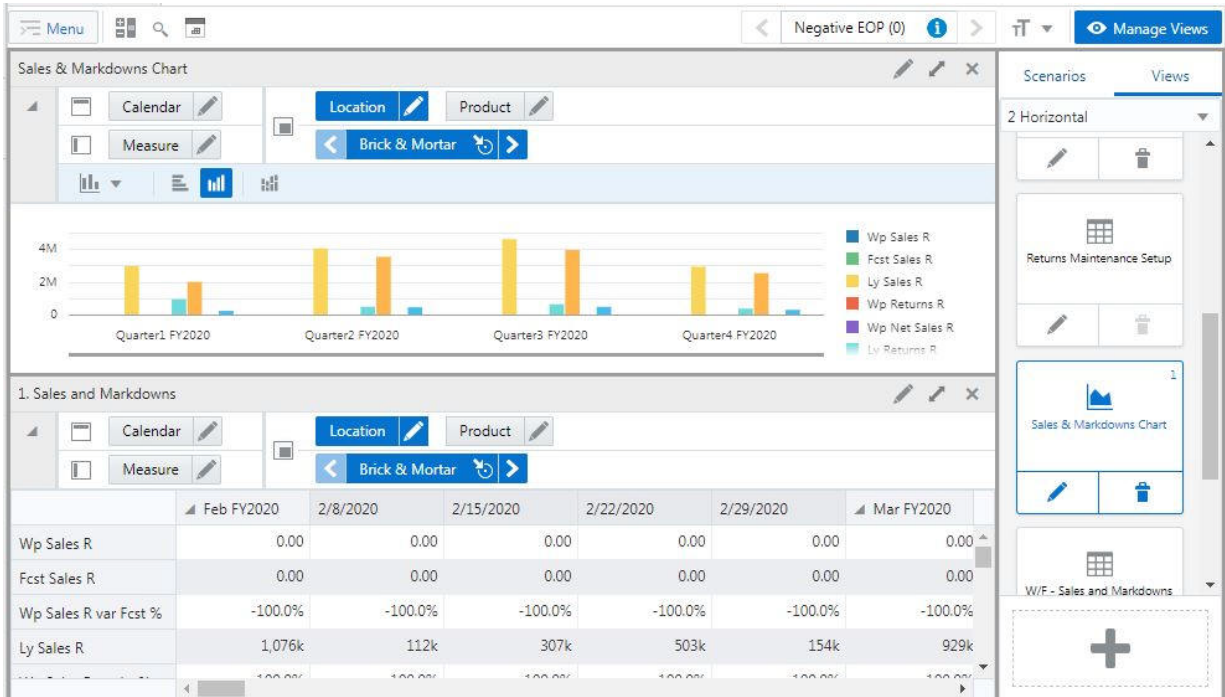 Menu
Negative EOP (0)
Manage Views
Sales & Markdowns Chart
Calendar
Location
Product
Measure
Brick & Mortar
4M
2M
0
Quarter1 FY2020
Quarter2 FY2020
Quarter3 FY2020
Quarter4 FY2020
Wp Sales R
Fcst Sales R
Ly Sales R
Wp Returns R
Wp Net Sales R
Ly Returns R
1. Sales and Markdowns
Calendar
Location
Product
Measure
Brick & Mortar
Feb FY2020 2/8/2020 2/15/2020 2/22/2020 2/29/2020 Mar FY2020
Wp Sales R 0.00 0.00 0.00 0.00 0.00 0.00
Fcst Sales R 0.00 0.00 0.00 0.00 0.00 0.00
Wp Sales R var Fcst % -100.0% -100.0% -100.0% -100.0% -100.0% -100.0%
Ly Sales R 1,076k 112k 307k 503k 154k 929k
Scenarios
Views
2 Horizontal
Returns Maintenance Setup
1
Sales & Markdowns Chart
W/F - Sales and Markdowns